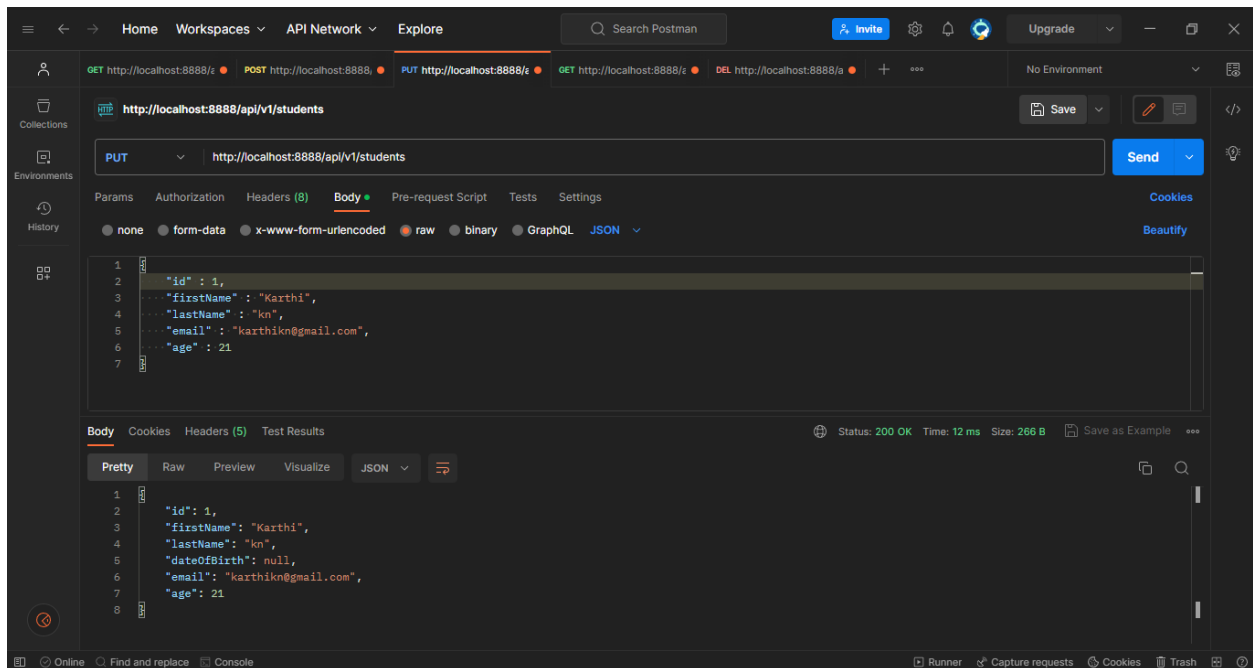 Home Workspaces API Network Explore Search Postman Invite Upgrade
GET http://localhost:8888/a POST http://localhost:8888/ PUT http://localhost:8888/a GET http://localhost:8888/a DEL http://localhost:8888/a No Environment
HTTP http://localhost:8888/api/v1/students Save
Collections
PUT http://localhost:8888/api/v1/students Send
Environments
Params Authorization Headers (8) Body Pre-request Script Tests Settings Cookies
History
none form-data x-www-form-urlencoded raw binary GraphQL JSON Beautify
1 {
2 "id" : 1,
3 "firstName" : "Karthi",
4 "lastName" : "kn",
5 "email" : "karthikn@gmail.com",
6 "age" : 21
7 }
Body Cookies Headers (5) Test Results Status: 200 OK Time: 12 ms Size: 266 B Save as Example
Pretty Raw Preview Visualize JSON
1 {
2 "id": 1,
3 "firstName": "Karthi",
4 "lastName": "kn",
5 "dateOfBirth": null,
6 "email": "karthikn@gmail.com",
7 "age": 21
8 }
Online Find and replace Console Runner Capture requests Cookies Trash